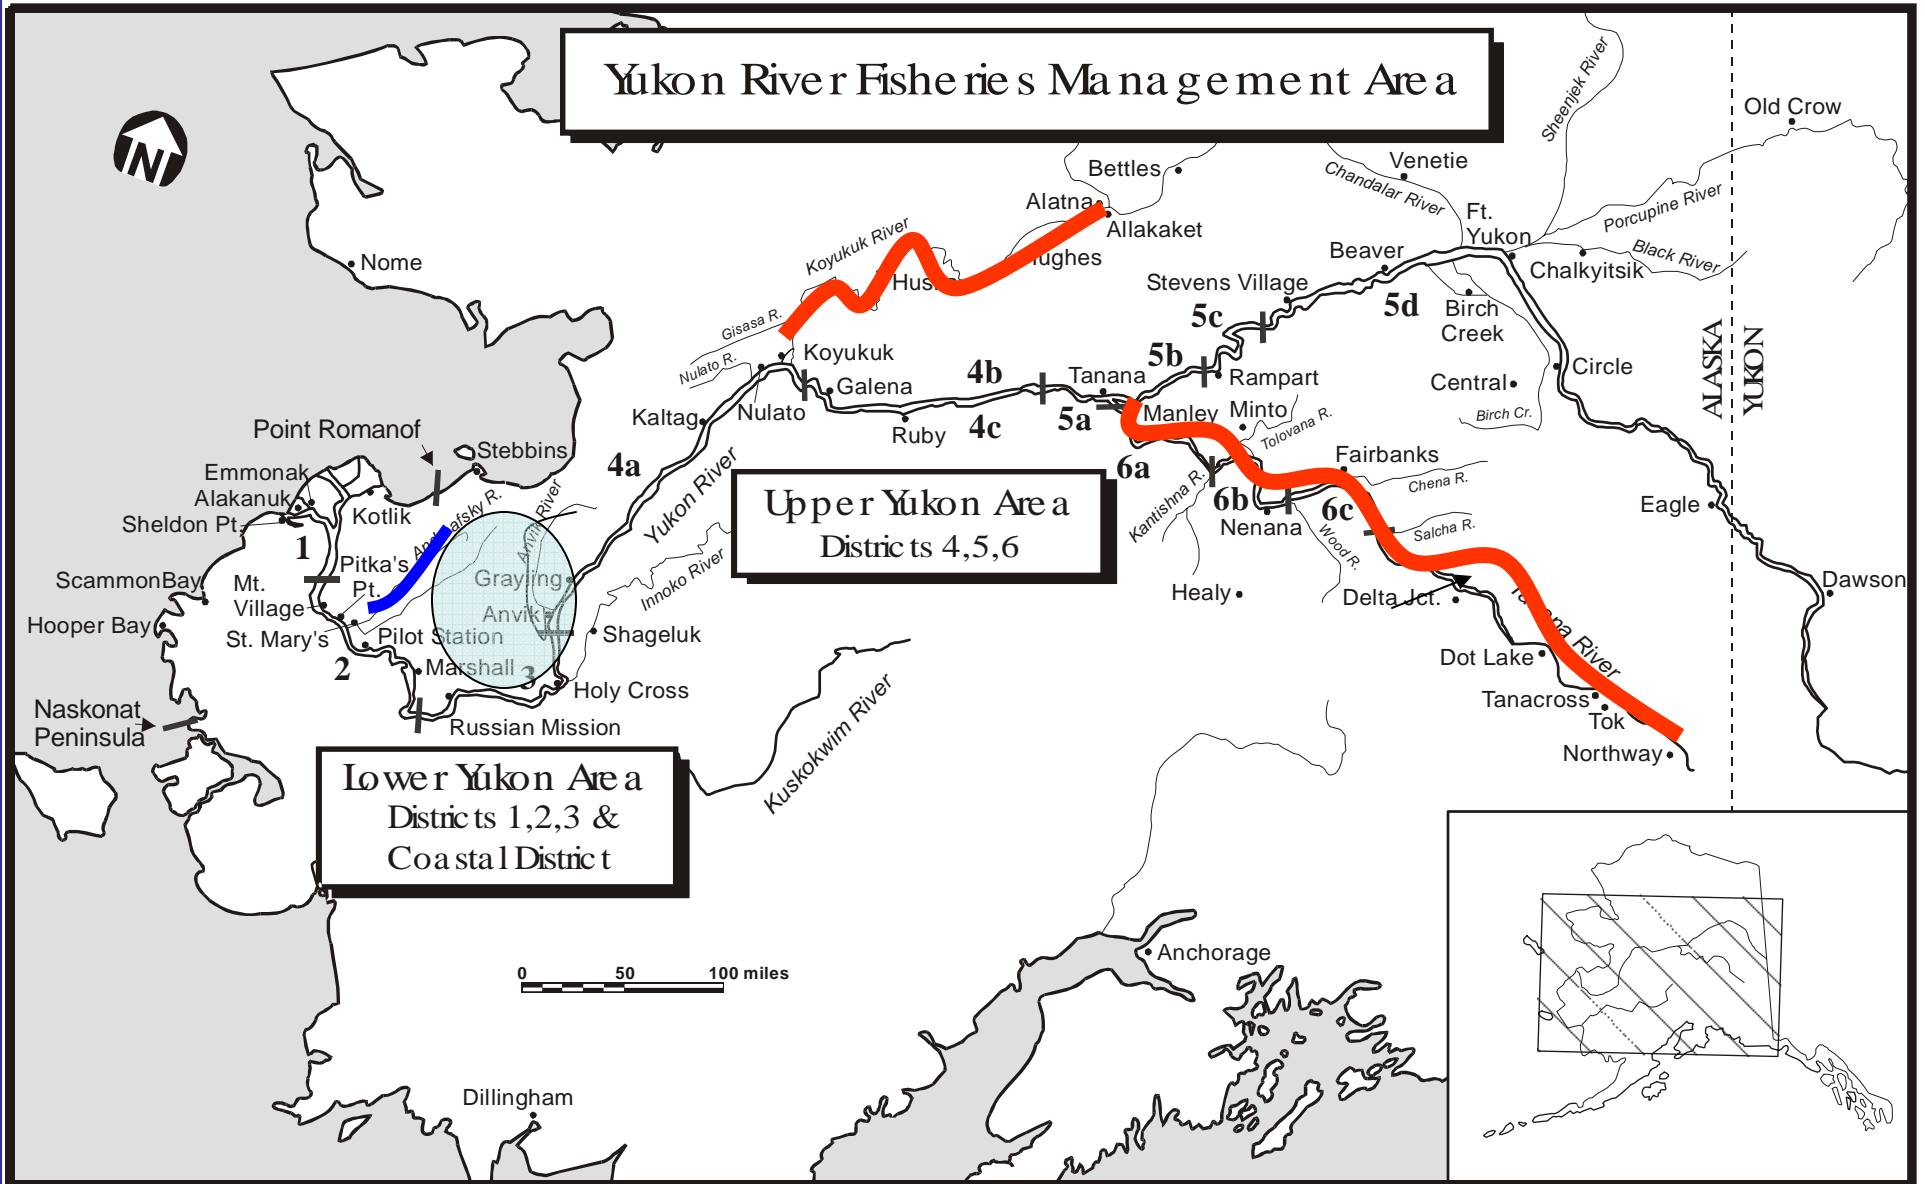 Yukon River Fisheries Management Area
N
Sheenjek River
Old Crow
Bettles
Venetie
Chandalar River
Alatna
Allakaket
Ft.
Yukon
Porcupine River
Black River
Chalkyitsik
Koyukuk River
Nome
Beaver
Stevens Village
5c
5d
Birch
Creek
Gisasa R.
Nulato R.
Koyukuk
Galena
4b
Tanana
5b
Rampart
Central
Circle
ALASKA
YUKON
Birch Cr.
Kaltag
Nulato
Ruby
4c
5a
Manley
Minto
Tolovana R.
Point Romanof
Stebbins
4a
Yukon River
6a
Fairbanks
Chena R.
Emmonak
Alakanuk
Sheldon Pt.
Kotlik
Anvik River
Upper Yukon Area
Districts 4,5,6
Kantishna R.
6b
Nenana
6c
Wood R.
Salcha R.
Eagle
1
Pitka's
Pt.
Grayling
Innoko River
Scammon Bay
Mt.
Village
Anvik
Healy
Delta Jct.
Tanana River
Dawson
Hooper Bay
St. Mary's
Pilot Station
Shageluk
2
Marshall
3
Holy Cross
Dot Lake
Tanacross
Tok
Northway
Naskonat
Peninsula
Russian Mission
Kuskokwim River
Lower Yukon Area
Districts 1,2,3 &
Coastal District
Anchorage
0 50 100 miles
Dillingham